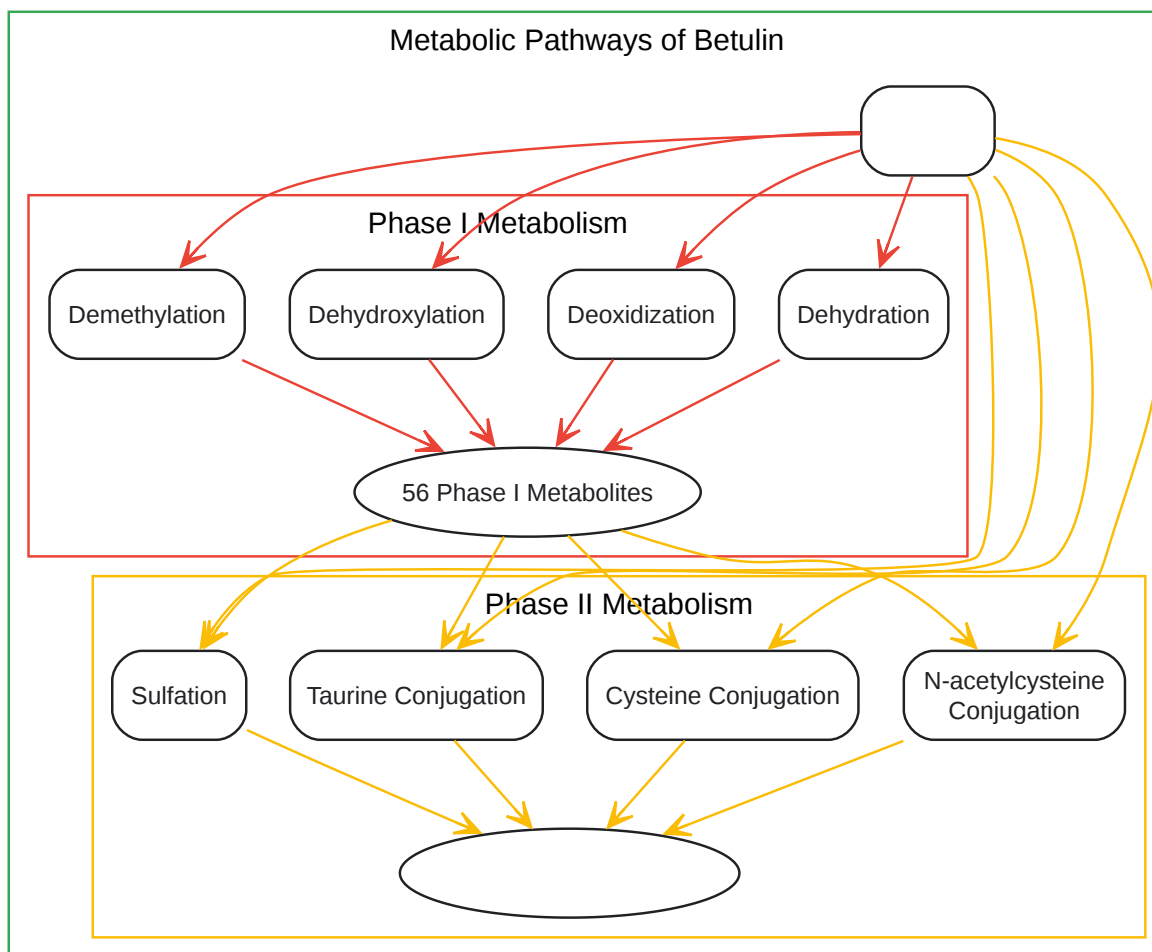 Metabolic Pathways of Betulin
Phase I Metabolism
Demethylation
Dehydroxylation
Deoxidization
Dehydration
56 Phase I Metabolites
Phase II Metabolism
Sulfation
Taurine Conjugation
Cysteine Conjugation
N-acetylcysteine
Conjugation